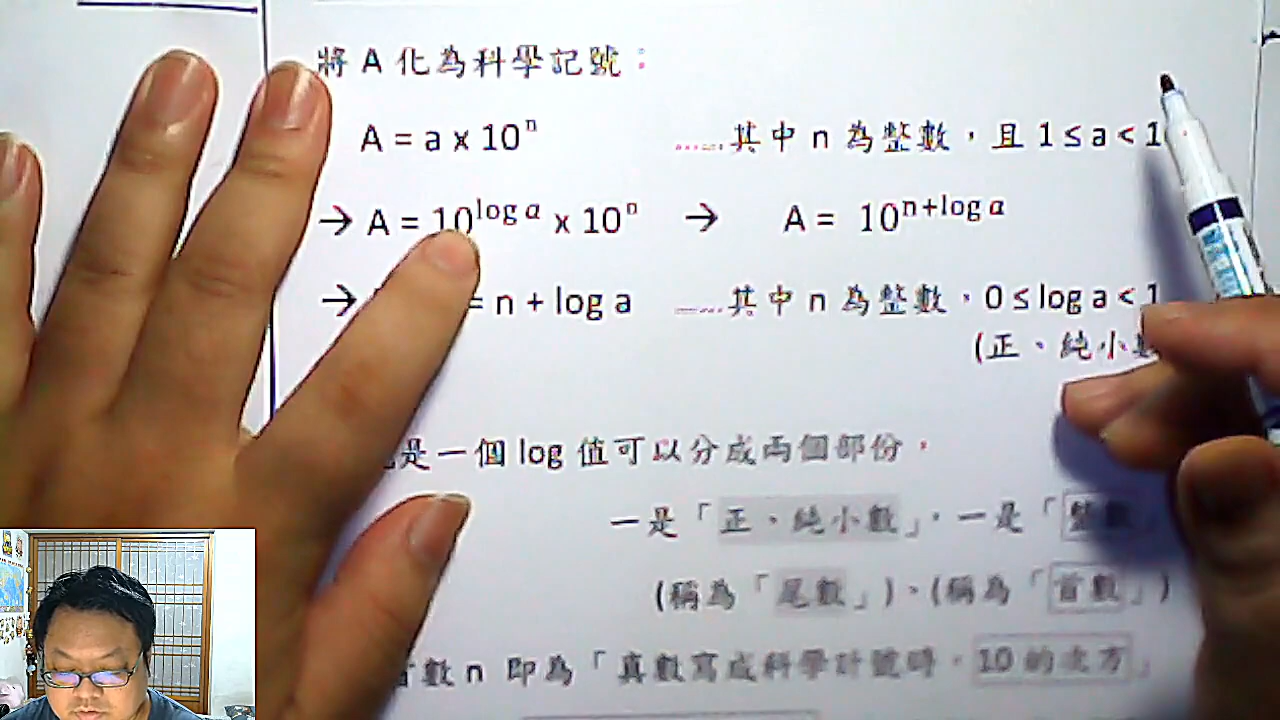 將 A 化為科學記號：
A = a x 10ⁿ ……其中 n 為整數，且 1 ≤ a < 1
→ A = 10^(log a) x 10ⁿ → A = 10^(n+log a)
→ = n + log a ……其中 n 為整數，0 ≤ log a < 1
(正、純小數
是一個 log 值可以分成兩個部份，
一是「正、純小數」，一是「整數」
(稱為「尾數」)、(稱為「首數」)
首數 n 即為「真數寫成科學計號時，10 的次方」